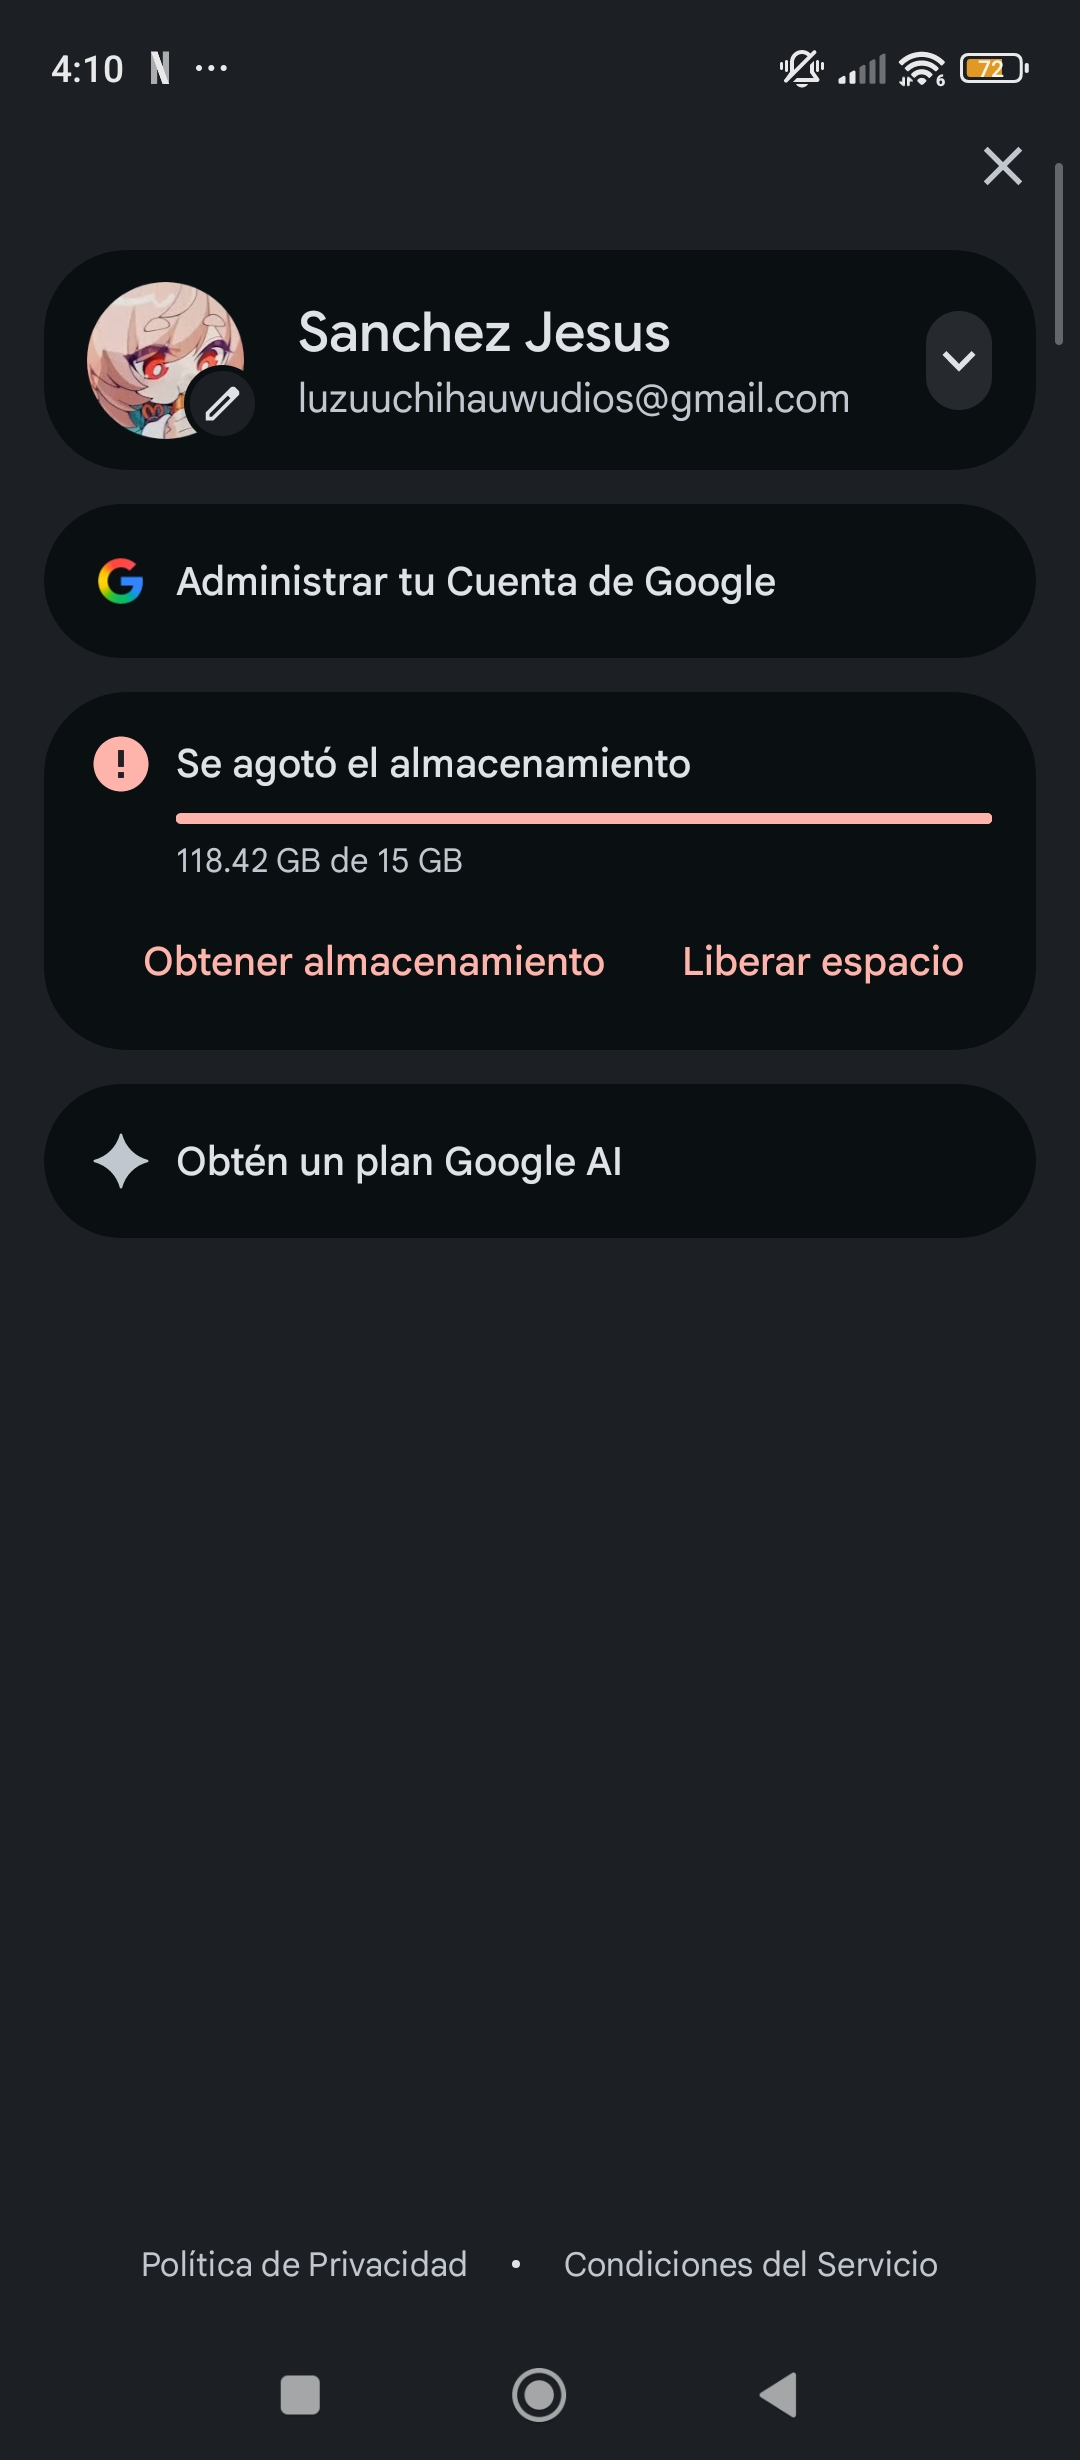 4:10
72
Sanchez Jesus
luzuuchihauwudios@gmail.com
Administrar tu Cuenta de Google
Se agotó el almacenamiento
118.42 GB de 15 GB
Obtener almacenamiento Liberar espacio
Obtén un plan Google AI
Política de Privacidad • Condiciones del Servicio